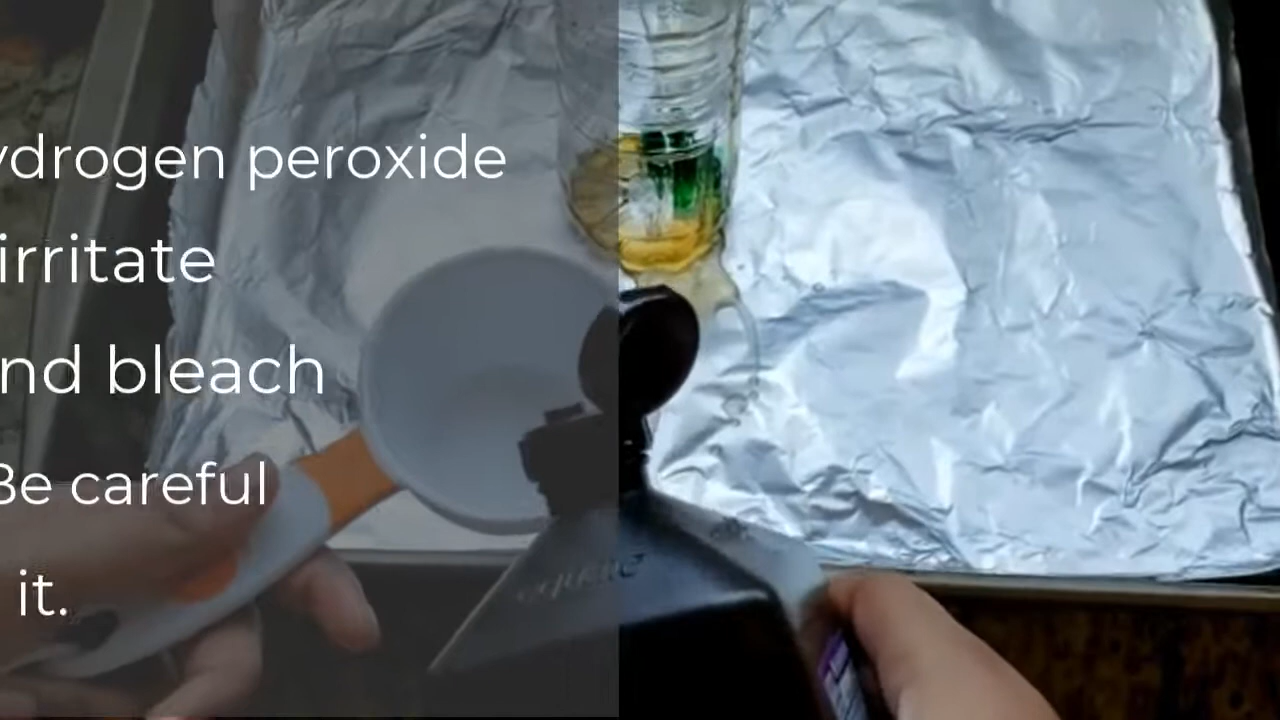 ydrogen peroxide
irritate
nd bleach
Be careful
it.